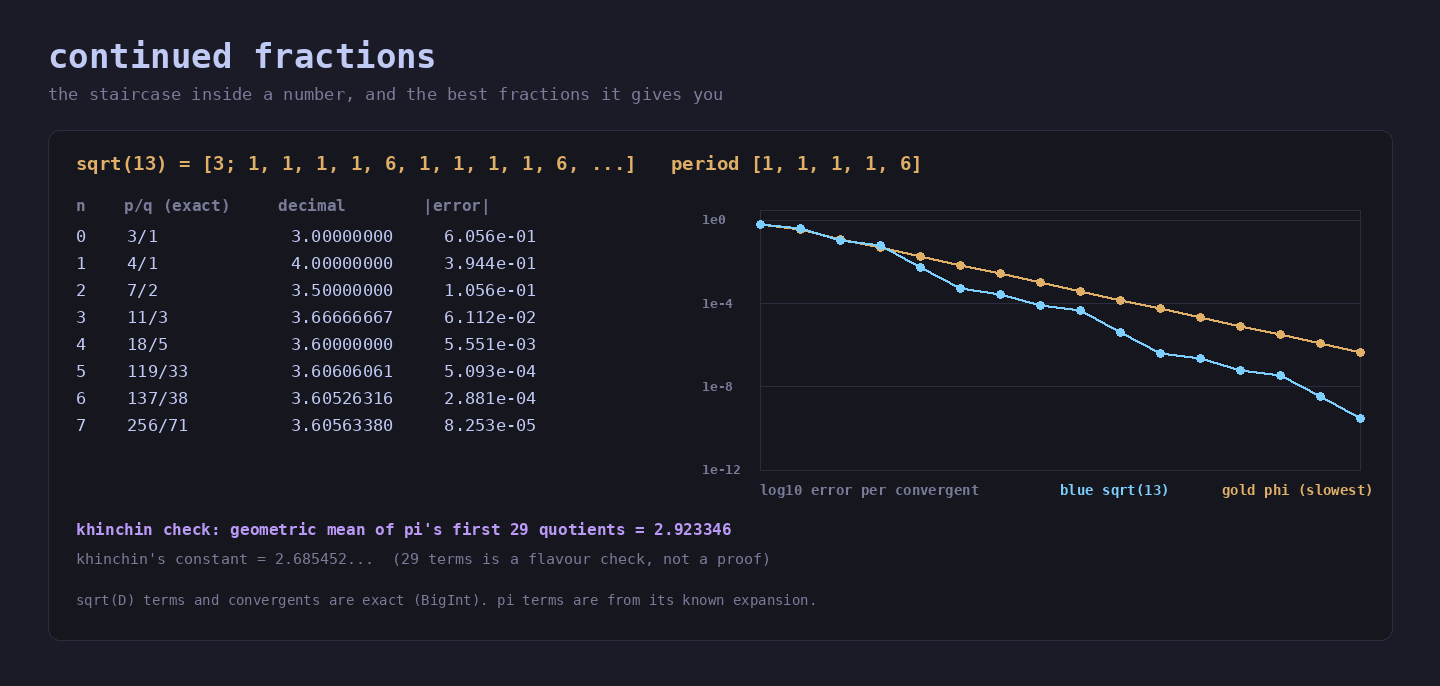 continued fractions
the staircase inside a number, and the best fractions it gives you
sqrt(13) = [3; 1, 1, 1, 1, 6, 1, 1, 1, 1, 6, ...]   period [1, 1, 1, 1, 6]
n p/q (exact) decimal |error|
0 3/1 3.00000000 6.056e-01
1 4/1 4.00000000 3.944e-01
2 7/2 3.50000000 1.056e-01
3 11/3 3.66666667 6.112e-02
4 18/5 3.60000000 5.551e-03
5 119/33 3.60606061 5.093e-04
6 137/38 3.60526316 2.881e-04
7 256/71 3.60563380 8.253e-05
1e0
1e-4
1e-8
1e-12
log10 error per convergent blue sqrt(13) gold phi (slowest)
khinchin check: geometric mean of pi's first 29 quotients = 2.923346
khinchin's constant = 2.685452... (29 terms is a flavour check, not a proof)
sqrt(D) terms and convergents are exact (BigInt). pi terms are from its known expansion.